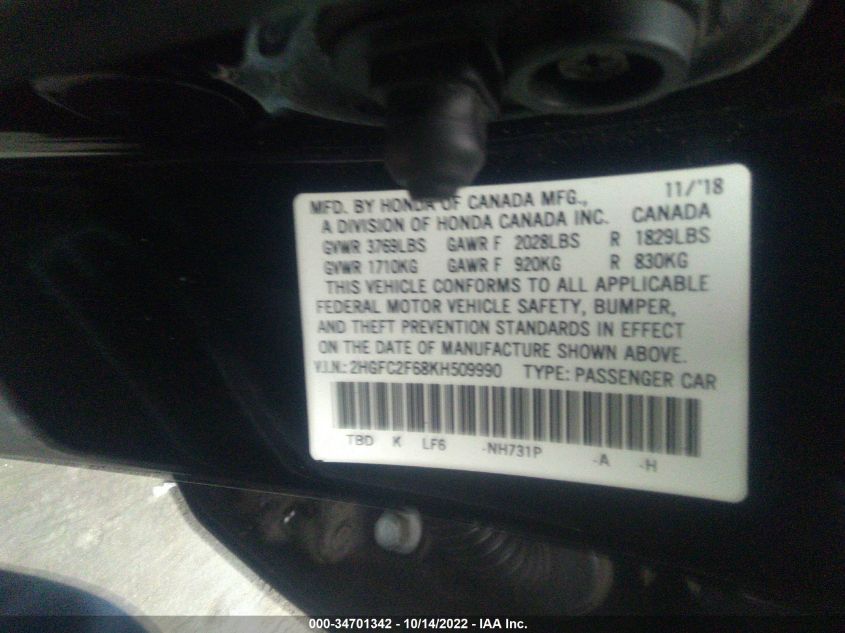 MFD. BY HONDA OF CANADA MFG., 11/'18
A DIVISION OF HONDA CANADA INC. CANADA
GVWR 3769LBS GAWR F 2028LBS R 1829LBS
GVWR 1710KG GAWR F 920KG R 830KG
THIS VEHICLE CONFORMS TO ALL APPLICABLE
FEDERAL MOTOR VEHICLE SAFETY, BUMPER,
AND THEFT PREVENTION STANDARDS IN EFFECT
ON THE DATE OF MANUFACTURE SHOWN ABOVE.
V.I.N.: 2HGFC2F68KH509990 TYPE: PASSENGER CAR
TBD K LF6 -NH731P -A -H
000-34701342 - 10/14/2022 - IAA Inc.